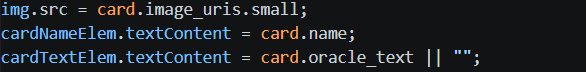 img.src = card.image_uris.small;
cardNameElem.textContent = card.name;
cardTextElem.textContent = card.oracle_text || "";